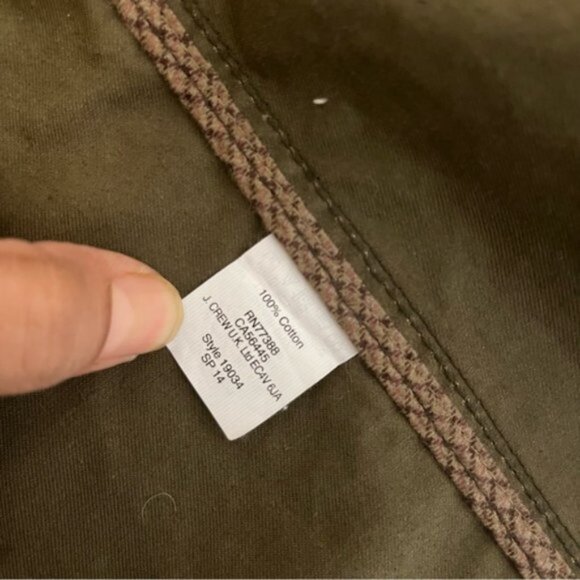 100% Cotton
RN77388
CA56445
J. CREW U.K. Ltd EC4V 6JA
Style 19034
SP 14